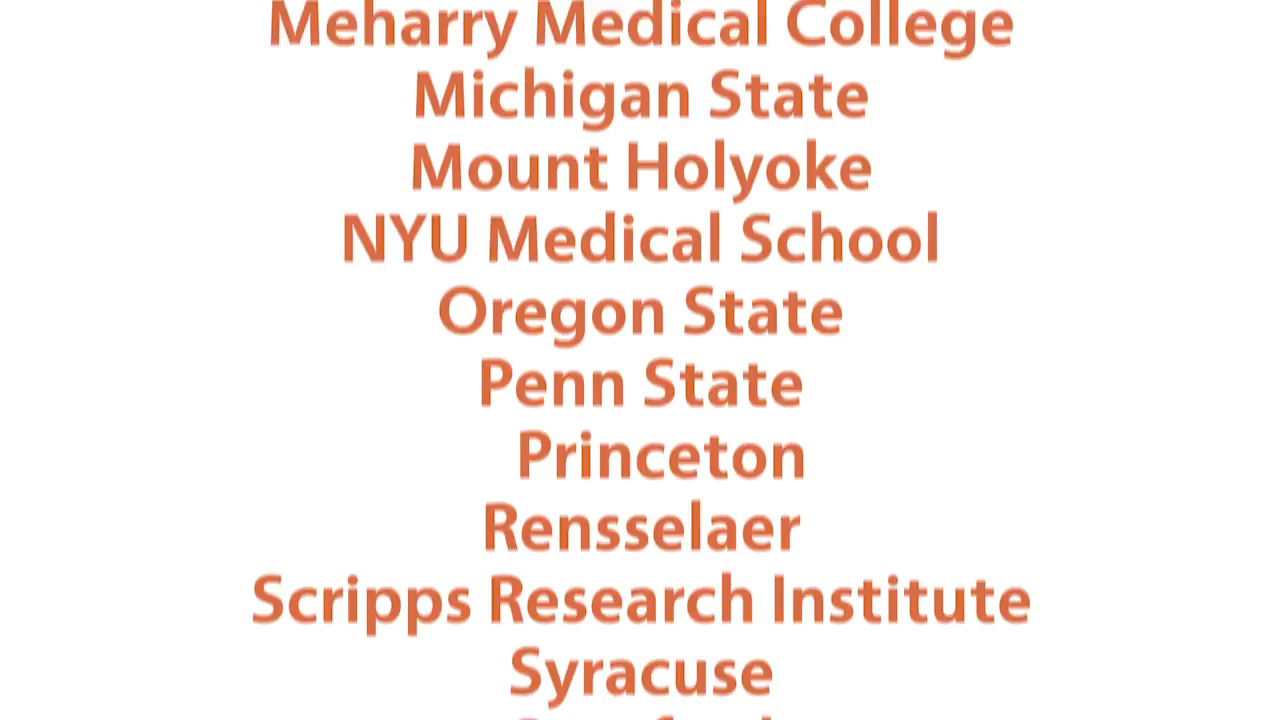 Meharry Medical College
Michigan State
Mount Holyoke
NYU Medical School
Oregon State
Penn State
Princeton
Rensselaer
Scripps Research Institute
Syracuse